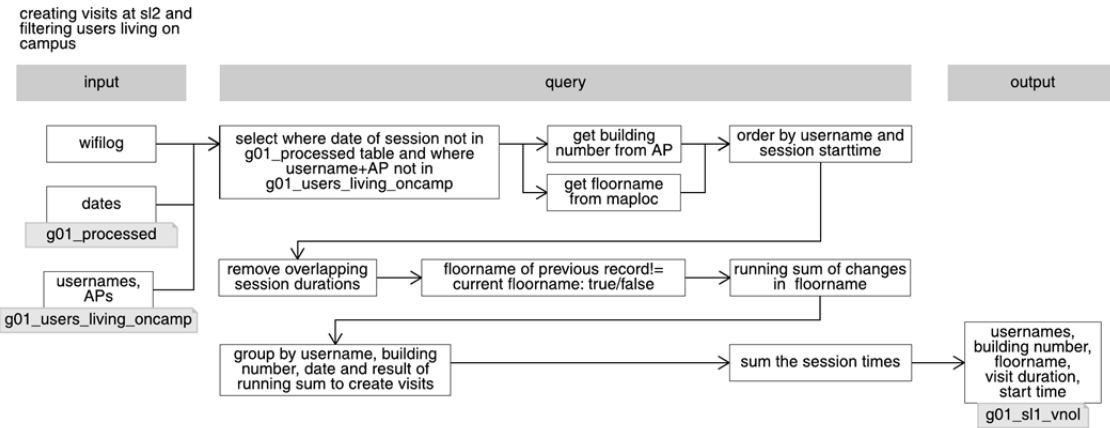 creating visits at sl2 and
filtering users living on
campus
input
query
output
wifilog
select where date of session not in
g01_processed table and where
username+AP not in
g01_users_living_oncamp
get building
number from AP
order by username and
session starttime
dates
g01_processed
get floorname
from maploc
usernames,
APs
g01_users_living_oncamp
remove overlapping
session durations
floorname of previous record!=
current floorname: true/false
running sum of changes
in floorname
group by username, building
number, date and result of
running sum to create visits
sum the session times
usernames,
building number,
floorname,
visit duration,
start time
g01_sl1_vnol